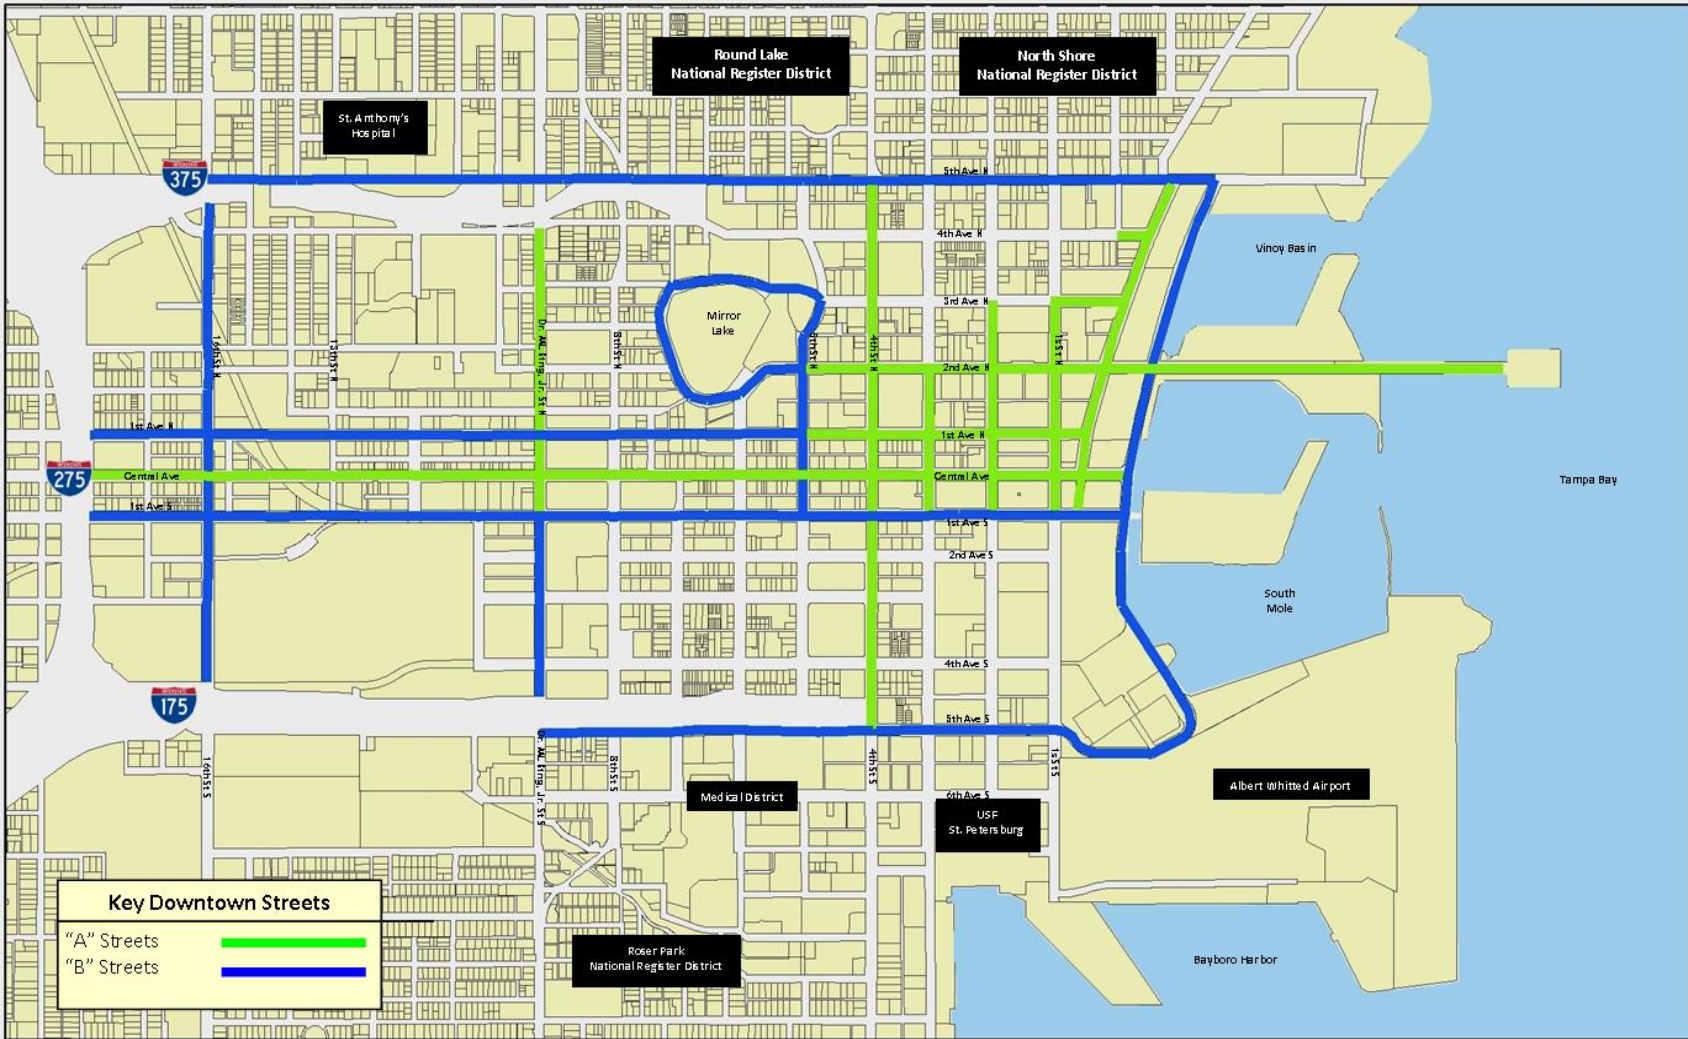 Round Lake
National Register District
North Shore
National Register District
St. Anthony's
Hospital
INTERSTATE
375
5th Ave N
4th Ave N
Vinoy Basin
3rd Ave N
Mirror
Lake
16th St N
13th St N
Dr. ML King, Jr. St N
8th St N
5th St N
4th St N
1st St N
2nd Ave N
1st Ave N
1st Ave N
INTERSTATE
275
Central Ave
Central Ave
Tampa Bay
1st Ave S
1st Ave S
2nd Ave S
South
Mole
4th Ave S
INTERSTATE
175
5th Ave S
16th St S
Dr. ML King, Jr. St S
8th St S
4th St S
1st St S
Medical District
6th Ave S
Albert Whitted Airport
USF
St. Petersburg
Key Downtown Streets
"A" Streets
"B" Streets
Roser Park
National Register District
Bayboro Harbor